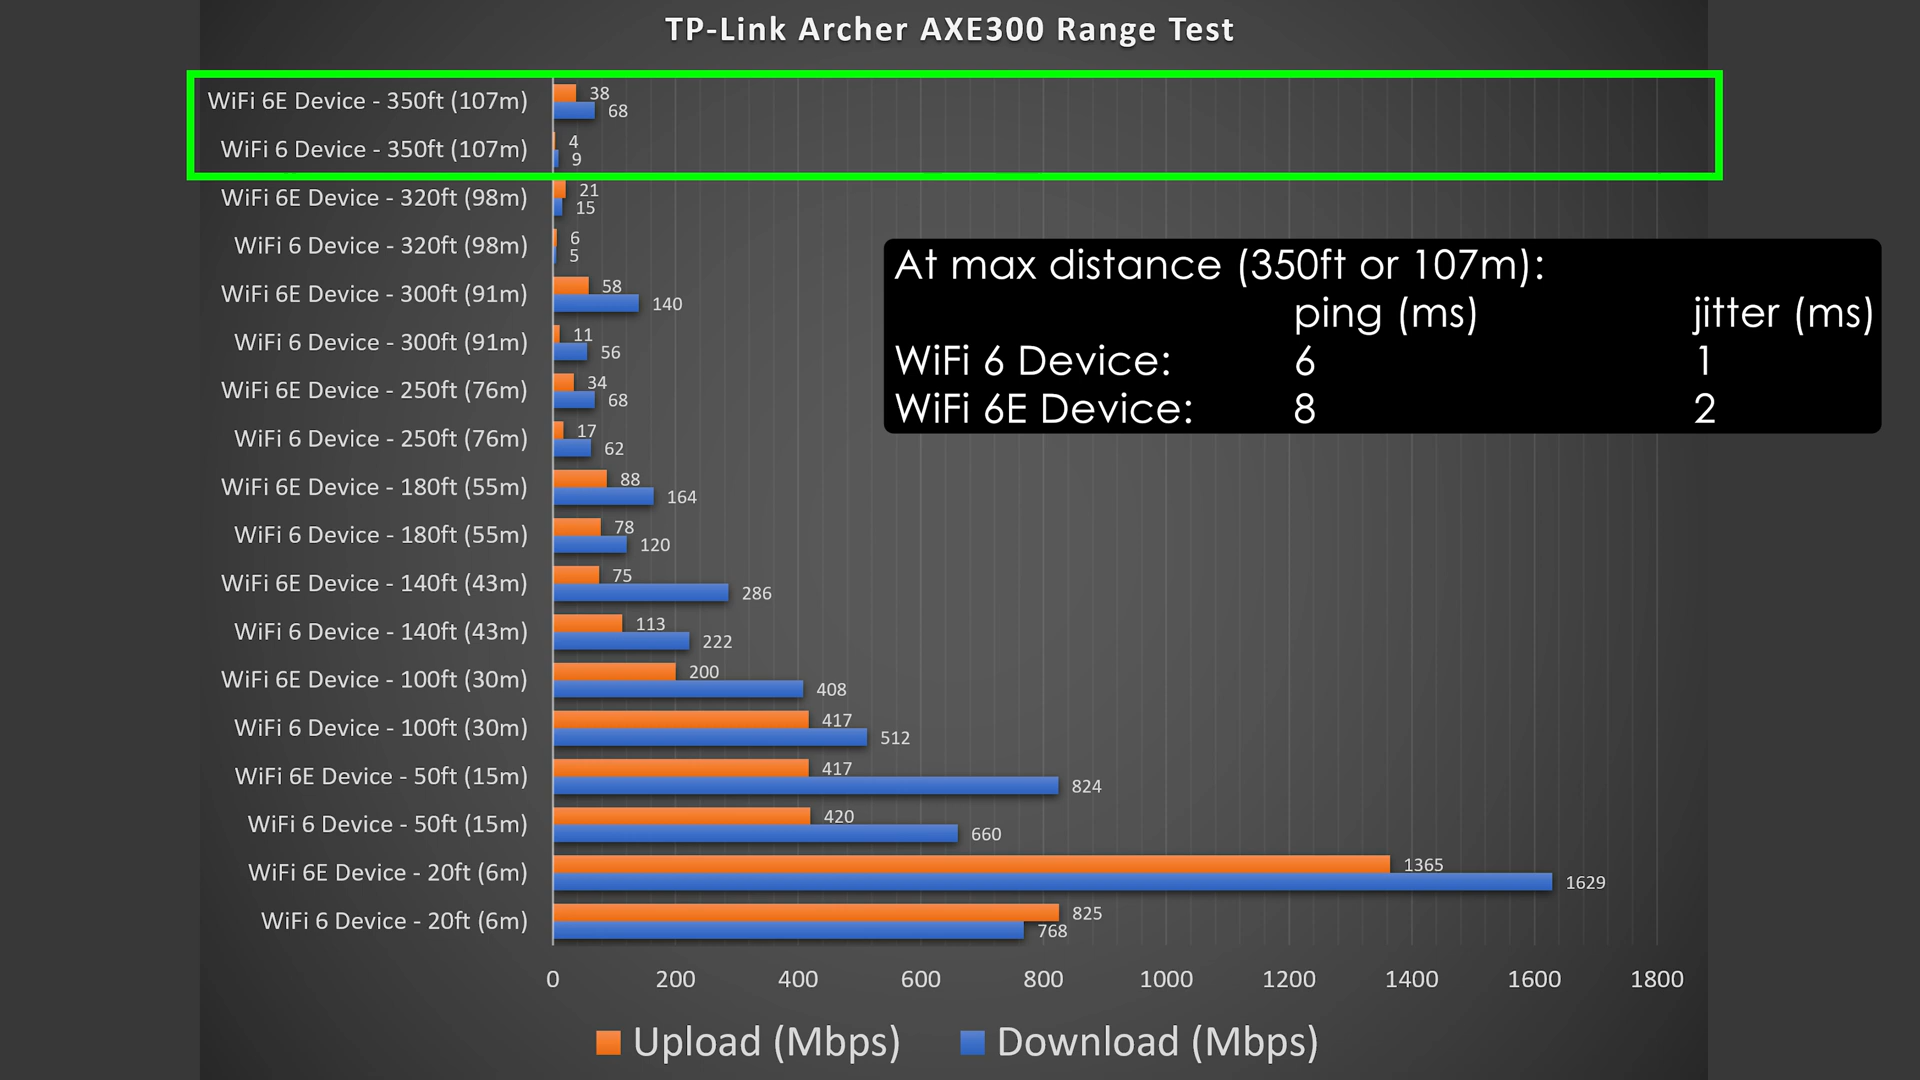 TP-Link Archer AXE300 Range Test
WiFi 6E Device - 350ft (107m) 38 68
WiFi 6 Device - 350ft (107m) 4 9
WiFi 6E Device - 320ft (98m) 21 15
WiFi 6 Device - 320ft (98m) 6 5
WiFi 6E Device - 300ft (91m) 58 140
WiFi 6 Device - 300ft (91m) 11 56
WiFi 6E Device - 250ft (76m) 34 68
WiFi 6 Device - 250ft (76m) 17 62
WiFi 6E Device - 180ft (55m) 88 164
WiFi 6 Device - 180ft (55m) 78 120
WiFi 6E Device - 140ft (43m) 75 286
WiFi 6 Device - 140ft (43m) 113 222
WiFi 6E Device - 100ft (30m) 200 408
WiFi 6 Device - 100ft (30m) 417 512
WiFi 6E Device - 50ft (15m) 417 824
WiFi 6 Device - 50ft (15m) 420 660
WiFi 6E Device - 20ft (6m) 1365 1629
WiFi 6 Device - 20ft (6m) 825 768
0 200 400 600 800 1000 1200 1400 1600 1800
Upload (Mbps) Download (Mbps)
At max distance (350ft or 107m):
ping (ms) jitter (ms)
WiFi 6 Device: 6 1
WiFi 6E Device: 8 2